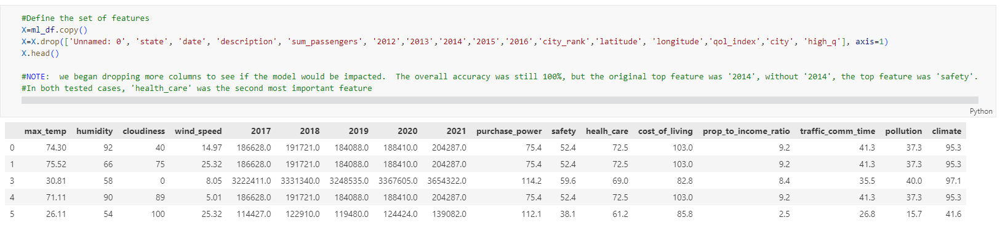 #Define the set of features
X=ml_df.copy()
X=X.drop(['Unnamed: 0', 'state', 'date', 'description', 'sum_passengers', '2012','2013','2014','2015','2016','city_rank','latitude', 'longitude','qol_index','city', 'high_q'], axis=1)
X.head()
#NOTE:  we began dropping more columns to see if the model would be impacted.  The overall accuracy was still 100%, but the original top feature was '2014', without '2014', the top feature was 'safety'.
#In both tested cases, 'health_care' was the second most important feature
Python
max_temp humidity cloudiness wind_speed 2017 2018 2019 2020 2021 purchase_power safety healh_care cost_of_living prop_to_income_ratio traffic_comm_time pollution climate
0 74.30 92 40 14.97 186628.0 191721.0 184088.0 188410.0 204287.0 75.4 52.4 72.5 103.0 9.2 41.3 37.3 95.3
1 75.52 66 75 25.32 186628.0 191721.0 184088.0 188410.0 204287.0 75.4 52.4 72.5 103.0 9.2 41.3 37.3 95.3
3 30.81 58 0 8.05 3222411.0 3331340.0 3248535.0 3367605.0 3654322.0 114.2 59.6 69.0 82.8 8.4 35.5 40.0 97.1
4 71.11 90 89 5.01 186628.0 191721.0 184088.0 188410.0 204287.0 75.4 52.4 72.5 103.0 9.2 41.3 37.3 95.3
5 26.11 54 100 25.32 114427.0 122910.0 119480.0 124424.0 139082.0 112.1 38.1 61.2 85.8 2.5 26.8 15.7 41.6